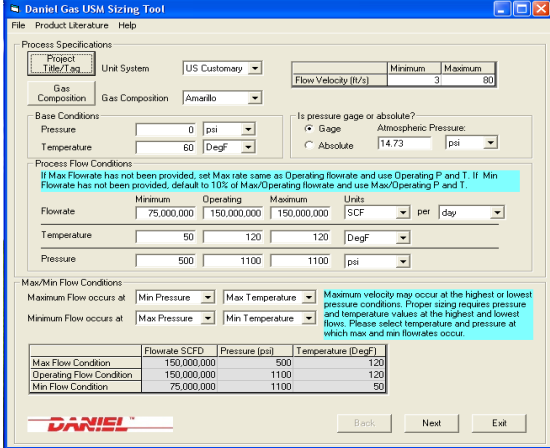 Daniel Gas USM Sizing Tool
File Product Literature Help
Process Specifications
Project Title/Tag
Unit System US Customary
Minimum Maximum
Flow Velocity (ft/s) 3 80
Gas Composition
Gas Composition Amarillo
Base Conditions
Pressure 0 psi
Temperature 60 DegF
Is pressure gage or absolute?
Gage Atmospheric Pressure:
Absolute 14.73 psi
Process Flow Conditions
If Max Flowrate has not been provided, set Max rate same as Operating flowrate and use Operating P and T. If Min
Flowrate has not been provided, default to 10% of Max/Operating flowrate and use Max/Operating P and T.
Minimum Operating Maximum Units
Flowrate 75,000,000 150,000,000 150,000,000 SCF per day
Temperature 50 120 120 DegF
Pressure 500 1100 1100 psi
Max/Min Flow Conditions
Maximum Flow occurs at Min Pressure Max Temperature
Minimum Flow occurs at Max Pressure Min Temperature
Maximum velocity may occur at the highest or lowest
pressure conditions. Proper sizing requires pressure
and temperature values at the highest and lowest
flows. Please select temperature and pressure at
which max and min flowrates occur.
Flowrate SCFD Pressure (psi) Temperature (DegF)
Max Flow Condition 150,000,000 500 120
Operating Flow Condition 150,000,000 1100 120
Min Flow Condition 75,000,000 1100 50
DANIEL
Back Next Exit